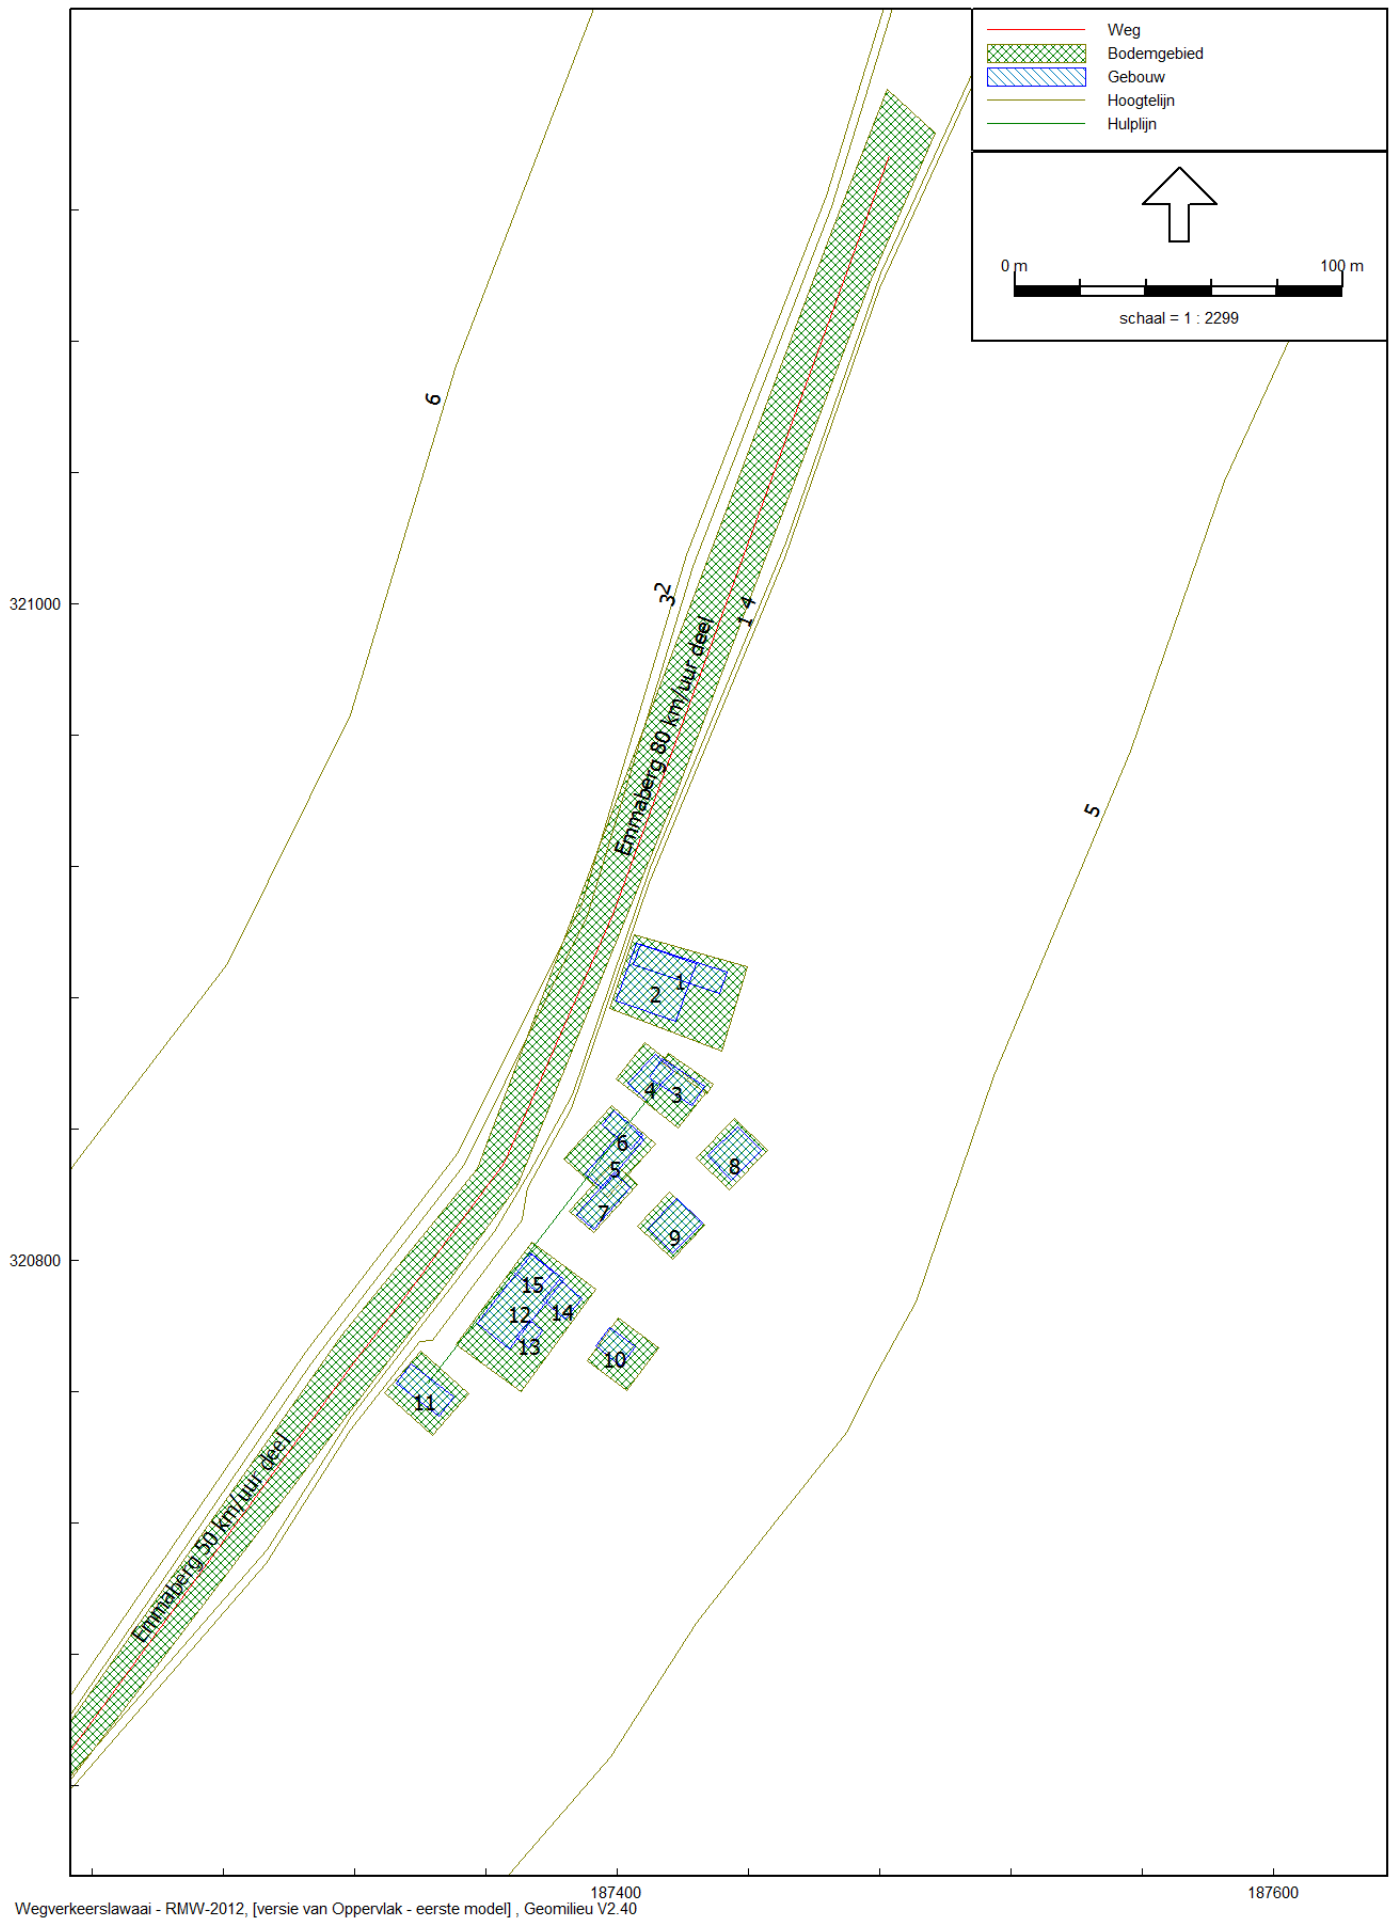 Weg
Bodemgebied
Gebouw
Hoogtelijn
Hulplijn
0 m 100 m
schaal = 1 : 2299
6
5
3 2
1 4
Emmaberg 80 km/uur deel
321000
1
2
4
3
6
5
8
7
9
320800
15
12
14
13
10
11
Emmaberg 50 km/uur deel
187400
187600
Wegverkeerslawaai - RMW-2012, [versie van Oppervlak - eerste model] , Geomilieu V2.40